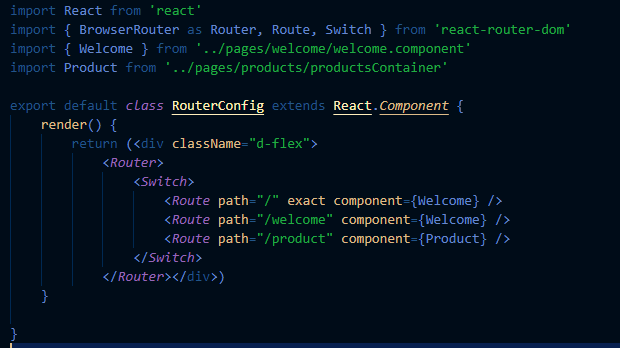 import React from 'react'
import { BrowserRouter as Router, Route, Switch } from 'react-router-dom'
import { Welcome } from '../pages/welcome/welcome.component'
import Product from '../pages/products/productsContainer'

export default class RouterConfig extends React.Component {
    render() {
        return (<div className="d-flex">
            <Router>
                <Switch>
                    <Route path="/" exact component={Welcome} />
                    <Route path="/welcome" component={Welcome} />
                    <Route path="/product" component={Product} />
                </Switch>
            </Router></div>)
    }

}